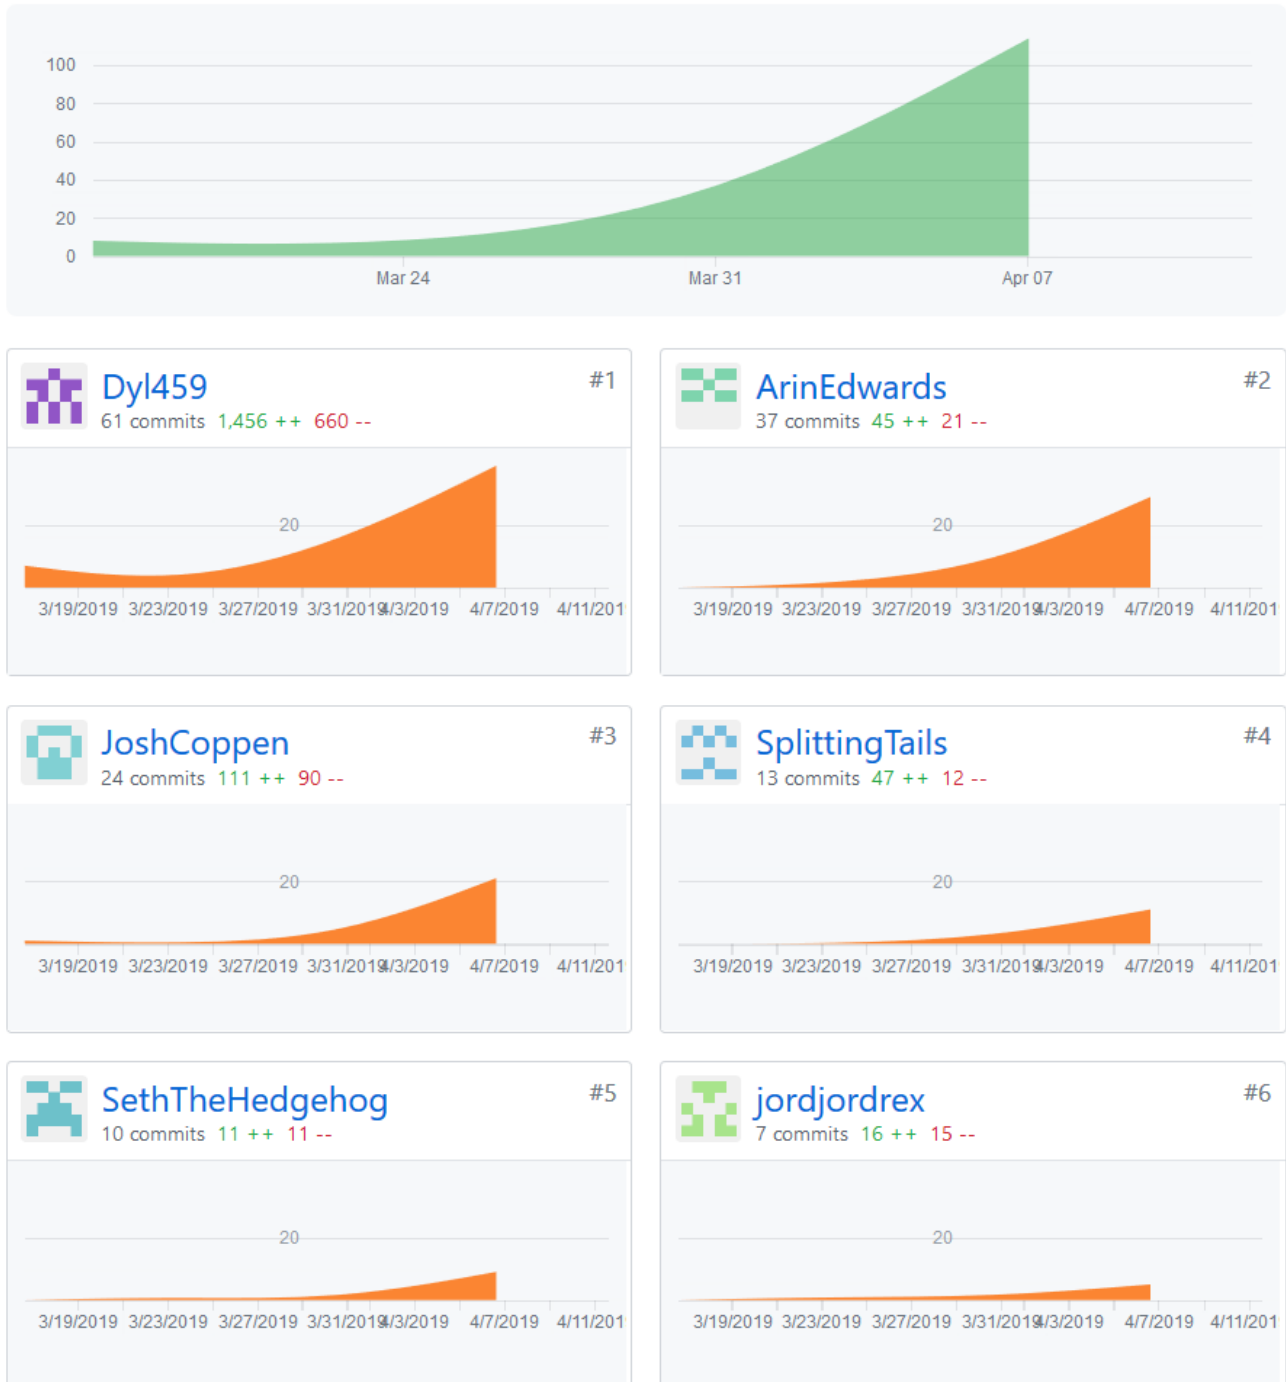 100
80
60
40
20
0
Mar 24 Mar 31 Apr 07
Dyl459 #1
61 commits 1,456 ++ 660 --
20
3/19/2019 3/23/2019 3/27/2019 3/31/2019 4/3/2019 4/7/2019 4/11/201
ArinEdwards #2
37 commits 45 ++ 21 --
20
3/19/2019 3/23/2019 3/27/2019 3/31/2019 4/3/2019 4/7/2019 4/11/201
JoshCoppen #3
24 commits 111 ++ 90 --
20
3/19/2019 3/23/2019 3/27/2019 3/31/2019 4/3/2019 4/7/2019 4/11/201
SplittingTails #4
13 commits 47 ++ 12 --
20
3/19/2019 3/23/2019 3/27/2019 3/31/2019 4/3/2019 4/7/2019 4/11/201
SethTheHedgehog #5
10 commits 11 ++ 11 --
20
3/19/2019 3/23/2019 3/27/2019 3/31/2019 4/3/2019 4/7/2019 4/11/201
jordjordrex #6
7 commits 16 ++ 15 --
20
3/19/2019 3/23/2019 3/27/2019 3/31/2019 4/3/2019 4/7/2019 4/11/201